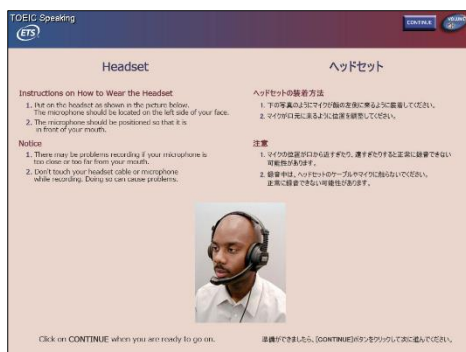 TOEIC Speaking
ETS
CONTINUE
VOLUME
Headset
Instructions on How to Wear the Headset
1. Put on the headset as shown in the picture below.
The microphone should be located on the left side of your face.
2. The microphone should be positioned so that it is
in front of your mouth.
Notice
1. There may be problems recording if your microphone is
too close or too far from your mouth.
2. Don't touch your headset cable or microphone
while recording. Doing so can cause problems.
ヘッドセット
ヘッドセットの装着方法
1. 下の写真のようにマイクが顔の左側に来るように装着してください。
2. マイクが口元に来るように位置を調整してください。
注意
1. マイクの位置が口から近すぎたり、遠すぎたりすると正常に録音できない
可能性があります。
2. 録音中は、ヘッドセットのケーブルやマイクに触らないでください。
正常に録音できない可能性があります。
Click on CONTINUE when you are ready to go on.
準備ができましたら、[CONTINUE]ボタンをクリックして次に進んでください。